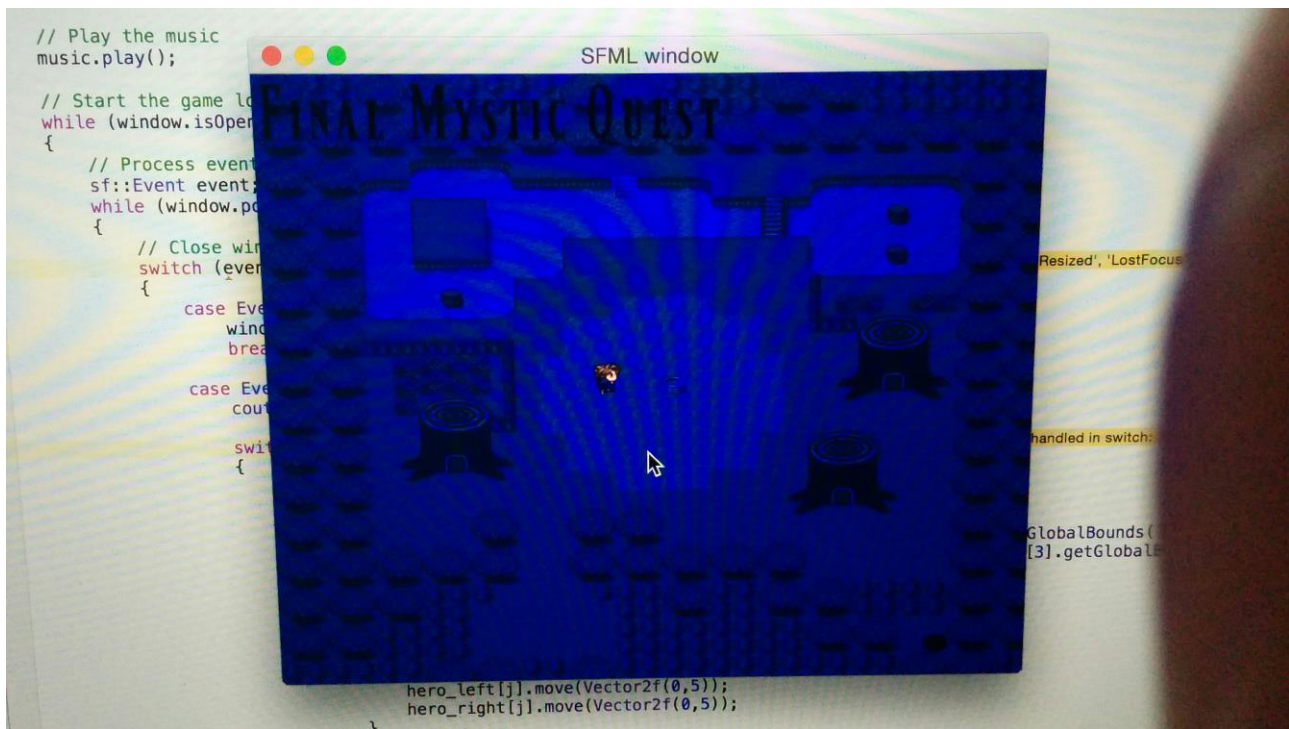 // Play the music
music.play();
SFML window
// Start the game lo
while (window.isOpen
{
FINAL MYSTIC QUEST
// Process event
sf::Event event;
while (window.po
{
// Close win
switch (even
Resized', 'LostFocus
{
case Eve
wind
brea
case Eve
cout
swit
handled in switch:
{
GlobalBounds(
[3].getGlobalB
hero_left[j].move(Vector2f(0,5));
hero_right[j].move(Vector2f(0,5));
}